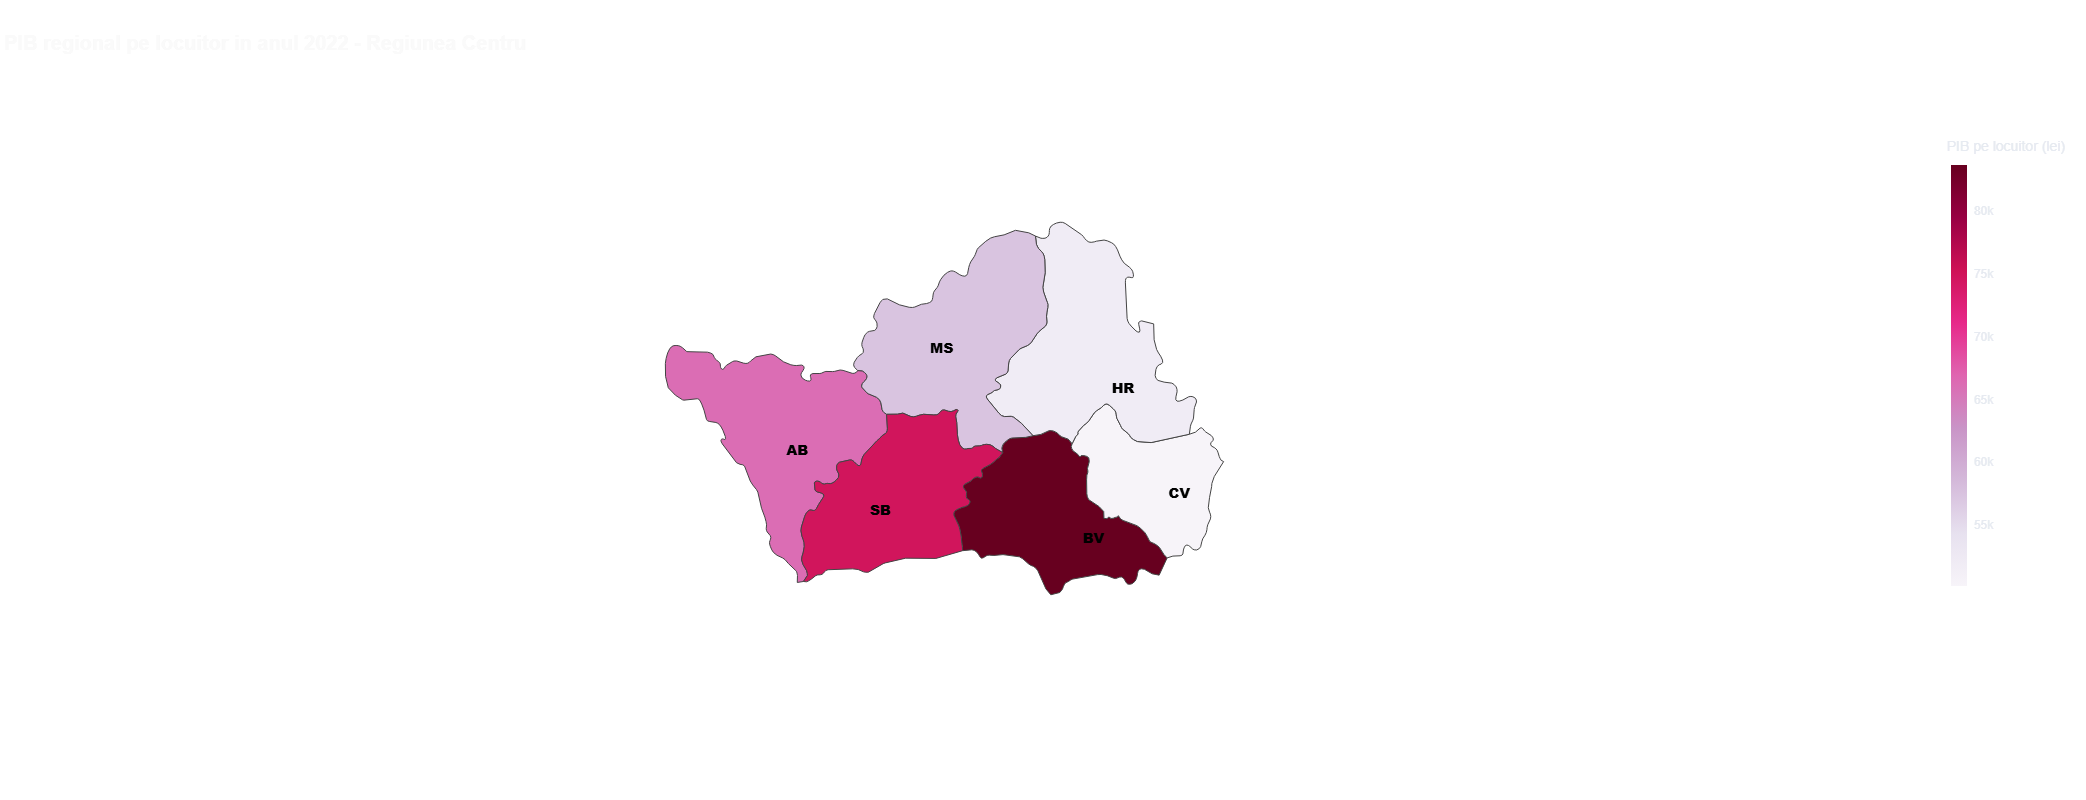 PIB regional pe locuitor in anul 2022 - Regiunea Centru
PIB pe locuitor (lei)
80k
75k
70k
65k
60k
55k
MS
HR
AB
CV
SB
BV